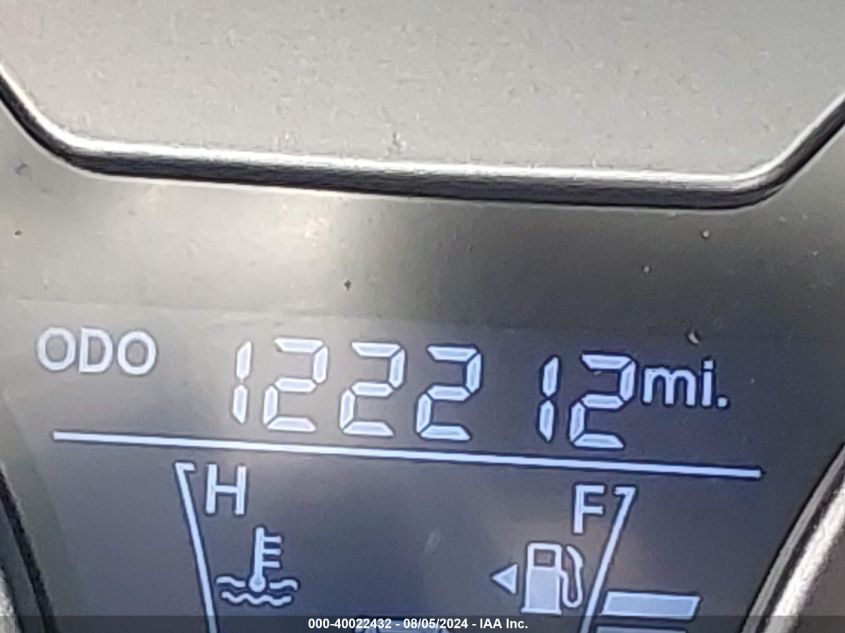 ODO 122212 mi.
H F
000-40022432 - 08/05/2024 - IAA Inc.